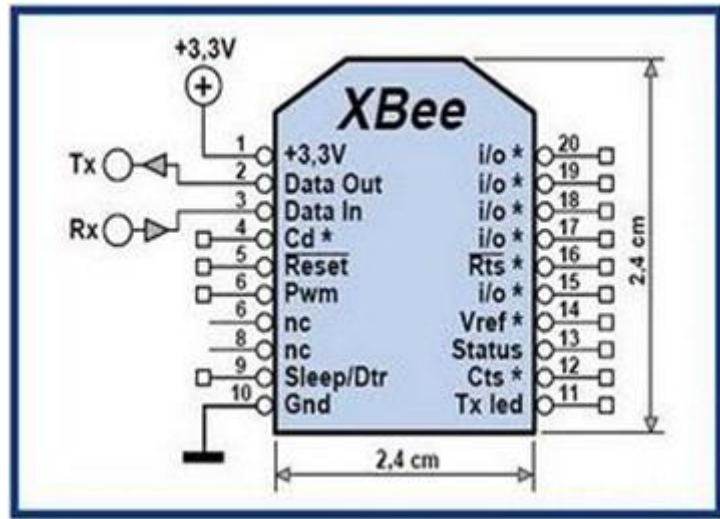 +3,3V
XBee
1 +3,3V i/o * 20
Tx 2 Data Out i/o * 19
Rx 3 Data In i/o * 18
4 Cd * i/o * 17
5 Reset Rts * 16
6 Pwm i/o * 15
6 nc Vref * 14
8 nc Status 13
9 Sleep/Dtr Cts * 12
10 Gnd Tx led 11
2,4 cm
2,4 cm